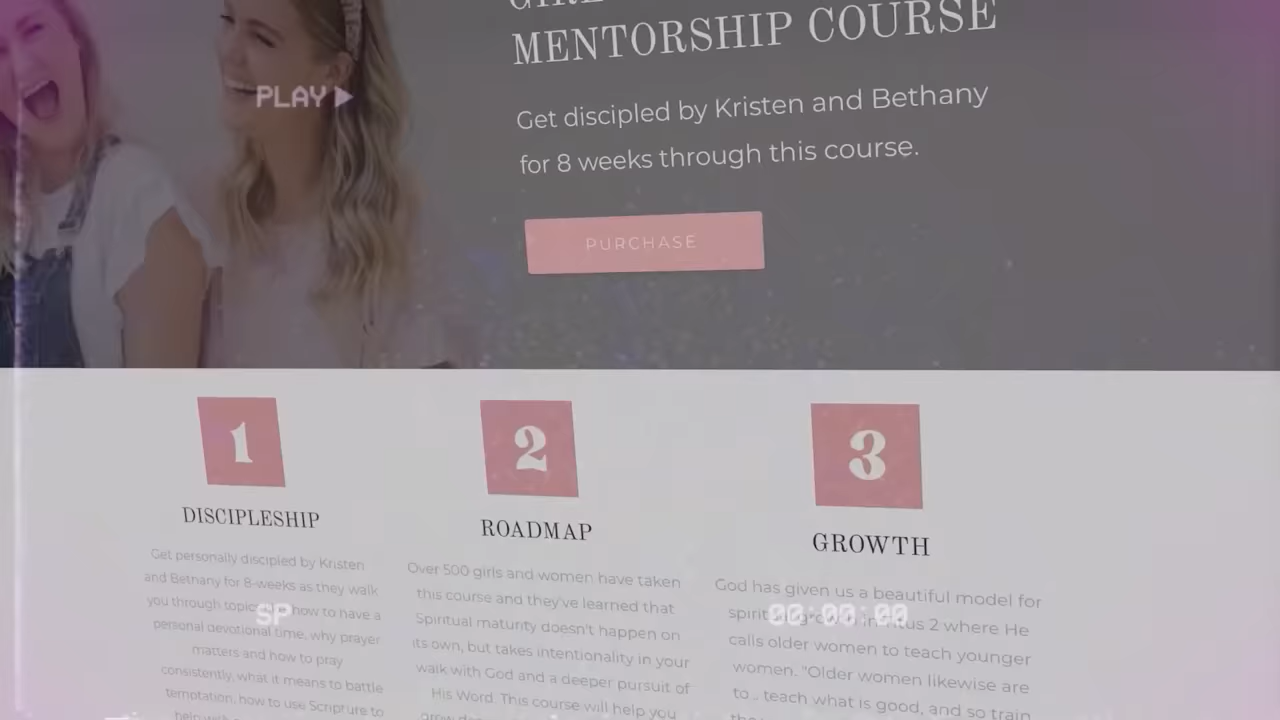 MENTORSHIP COURSE
Get discipled by Kristen and Bethany
for 8 weeks through this course.
PURCHASE
PLAY
1
DISCIPLESHIP
Get personally discipled by Kristen
and Bethany for 8-weeks as they walk
you through how to have a
personal devotional time, why prayer
matters and how to pray
consistently, what it means to battle
temptation, how to use Scripture to
2
ROADMAP
Over 500 girls and women have taken
this course and they've learned that
Spiritual maturity doesn't happen on
its own, but takes intentionality in your
walk with God and a deeper pursuit of
His Word. This course will help you
3
GROWTH
God has given us a beautiful model for
2 where He
calls older women to teach younger
women. "Older women likewise are
to... teach what is good, and so train
SP
00:00:00